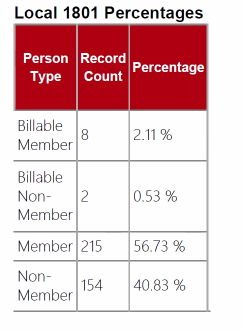 Local 1801 Percentages
Person Type Record Count Percentage
Billable Member 8 2.11 %
Billable Non-Member 2 0.53 %
Member 215 56.73 %
Non-Member 154 40.83 %